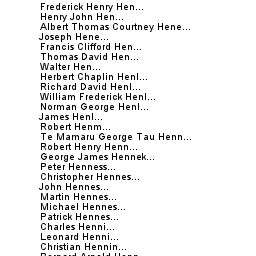 Frederick Henry Hen...
Henry John Hen...
Albert Thomas Courtney Hene...
Joseph Hene...
Francis Clifford Hen...
Thomas David Hen...
Walter Hen...
Herbert Chaplin Henl...
Richard David Henl...
William Frederick Henl...
Norman George Henl...
James Henl...
Robert Henm...
Te Mamaru George Tau Henn...
Robert Henry Henn...
George James Hennek...
Peter Henness...
Christopher Hennes...
John Hennes...
Martin Hennes...
Michael Hennes...
Patrick Hennes...
Charles Henni...
Leonard Henni...
Christian Hennin...
Bernard Arnold Henn...